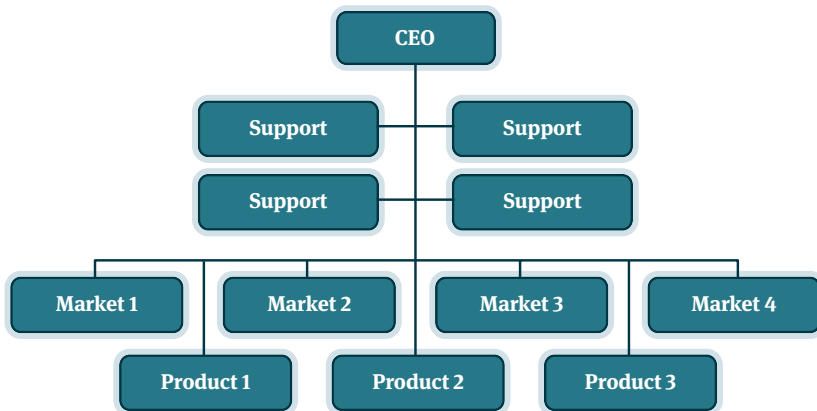 CEO
Support
Support
Support
Support
Market 1
Market 2
Market 3
Market 4
Product 1
Product 2
Product 3